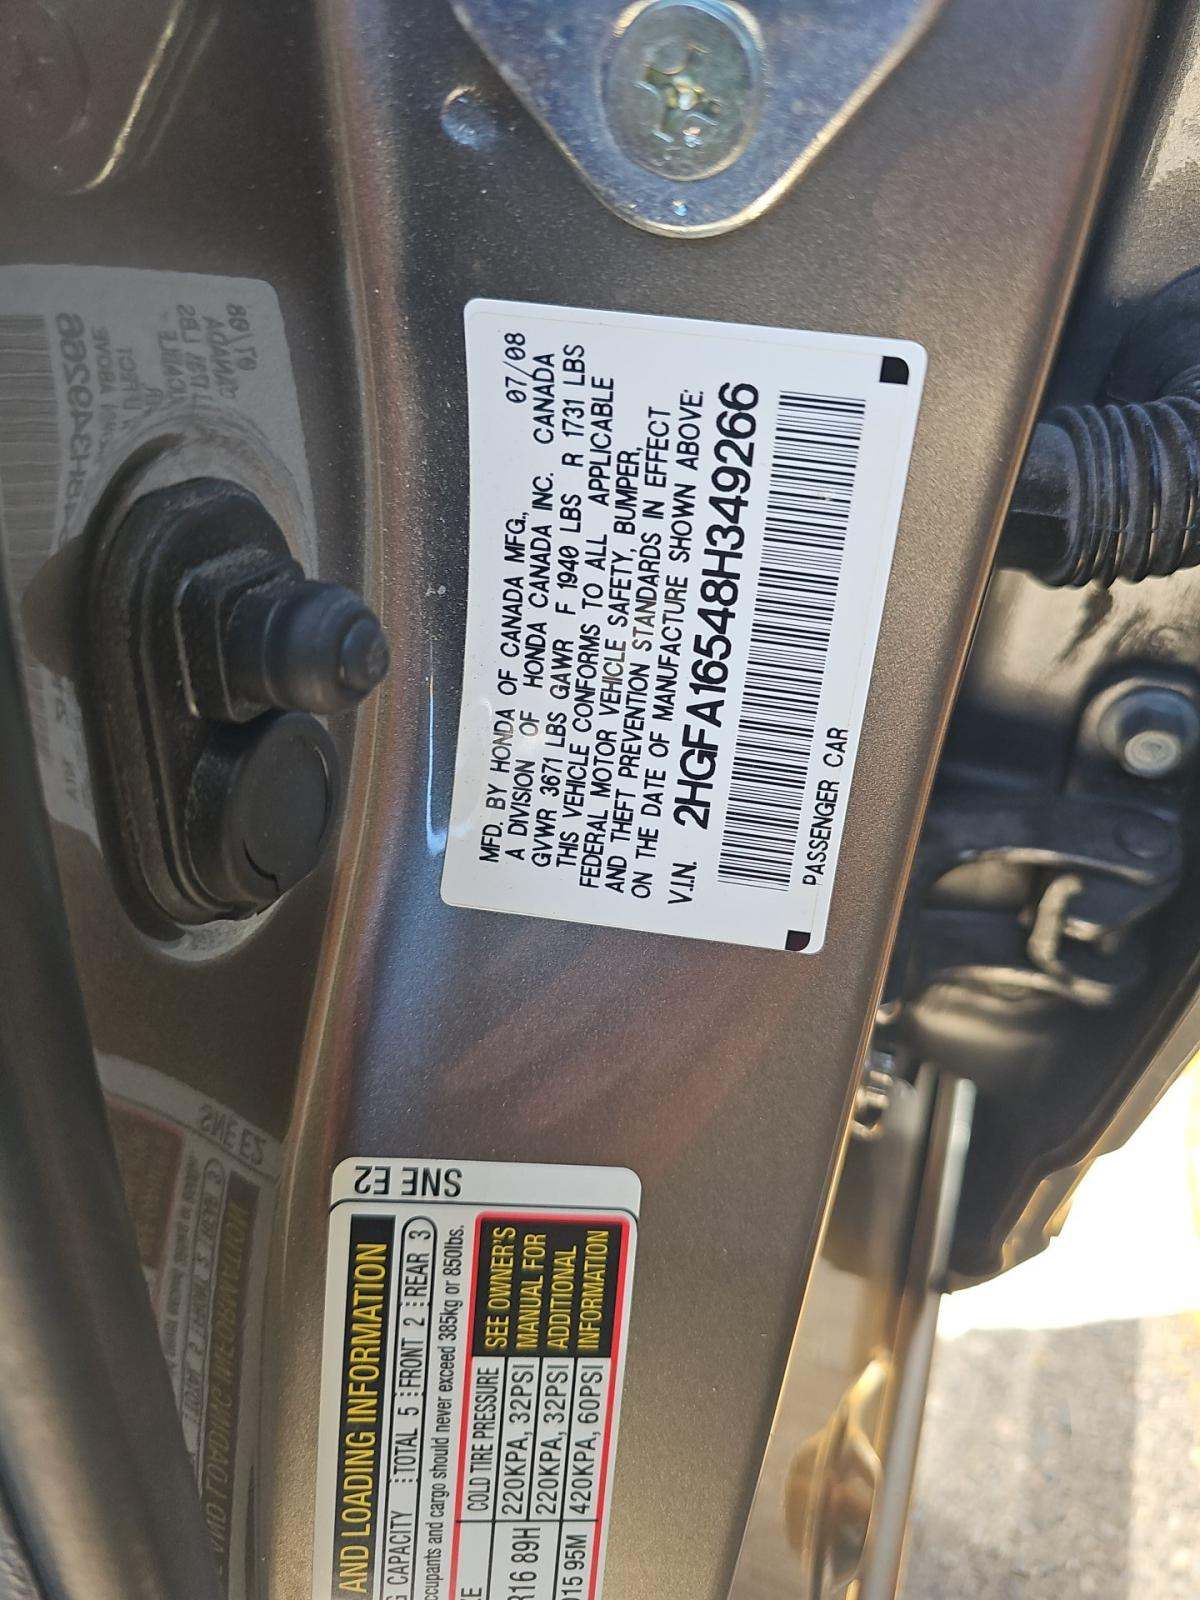 MFD. BY HONDA OF CANADA MFG., 07/08
A DIVISION OF HONDA CANADA INC. CANADA
GVWR 3671 LBS GAWR F 1940 LBS R 1731 LBS
THIS VEHICLE CONFORMS TO ALL APPLICABLE
FEDERAL MOTOR VEHICLE SAFETY, BUMPER,
AND THEFT PREVENTION STANDARDS IN EFFECT
ON THE DATE OF MANUFACTURE SHOWN ABOVE:
V.I.N. 2HGFA16548H349266
PASSENGER CAR
SNE E2
AND LOADING INFORMATION
CAPACITY TOTAL 5 FRONT 2 REAR 3
and cargo should never exceed 385kg or 850lbs.
COLD TIRE PRESSURE SEE OWNER'S
R16 89H 220KPA, 32PSI MANUAL FOR
220KPA, 32PSI ADDITIONAL
95M 420KPA, 60PSI INFORMATION